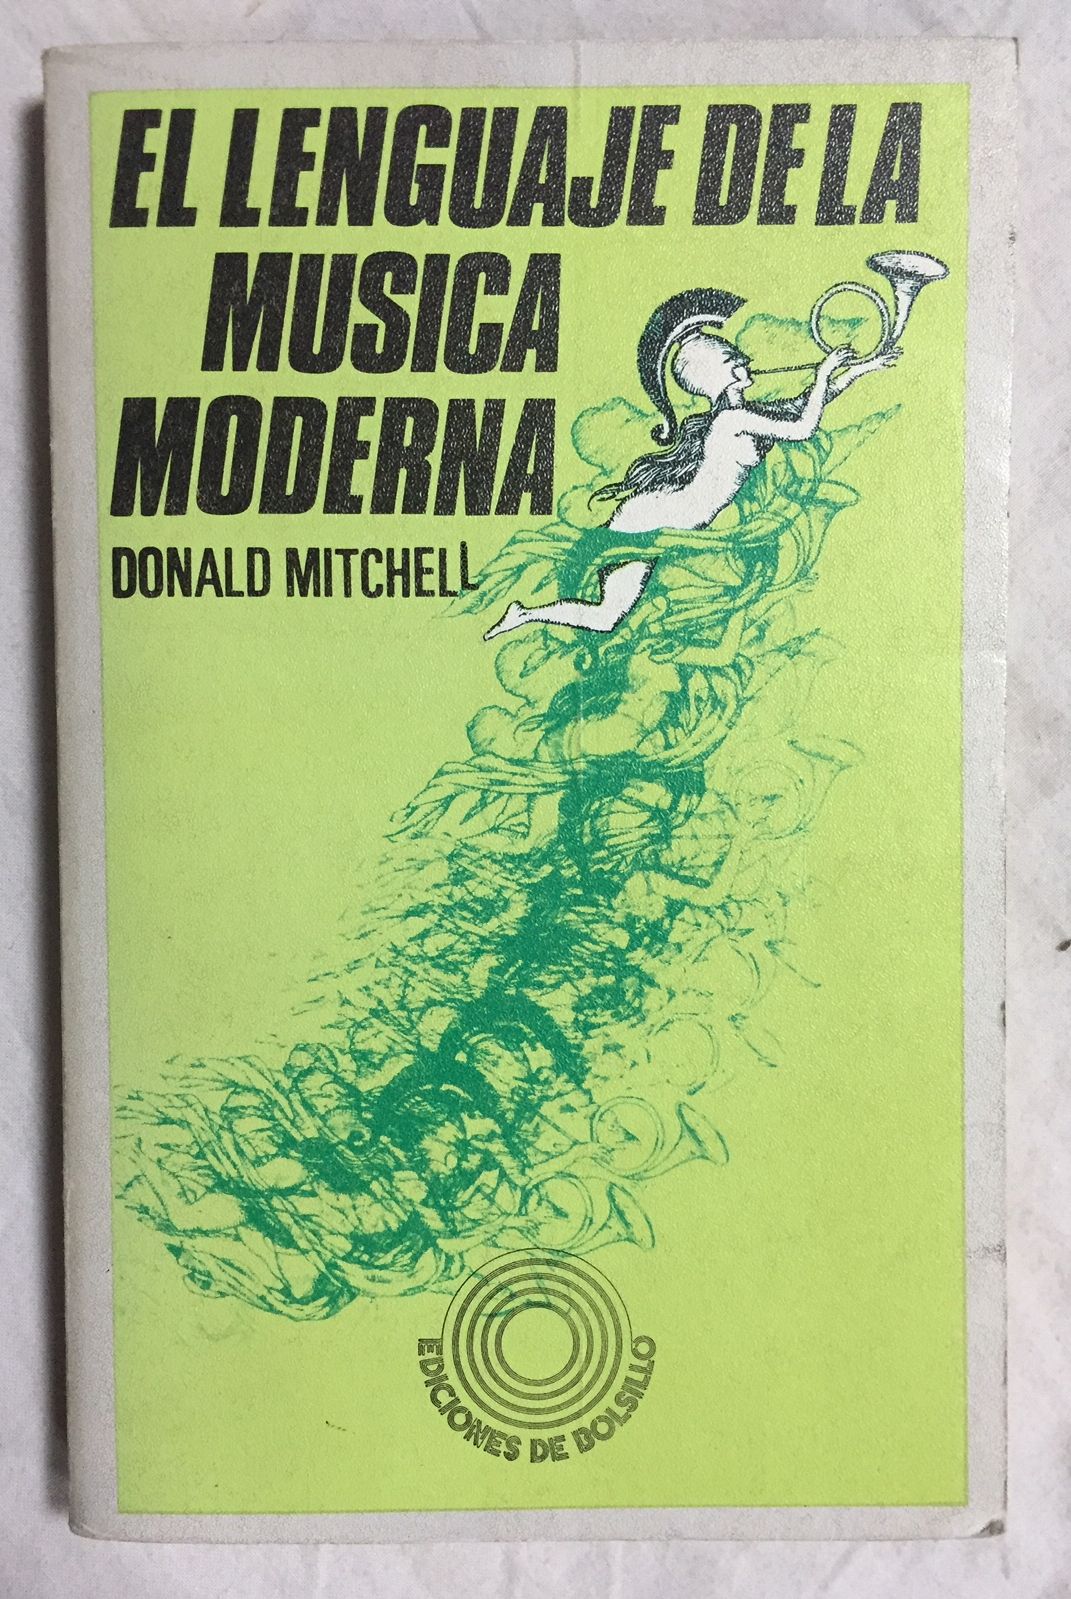 EL LENGUAJE DE LA
MUSICA
MODERNA
DONALD MITCHELL
EDICIONES DE BOLSILLO